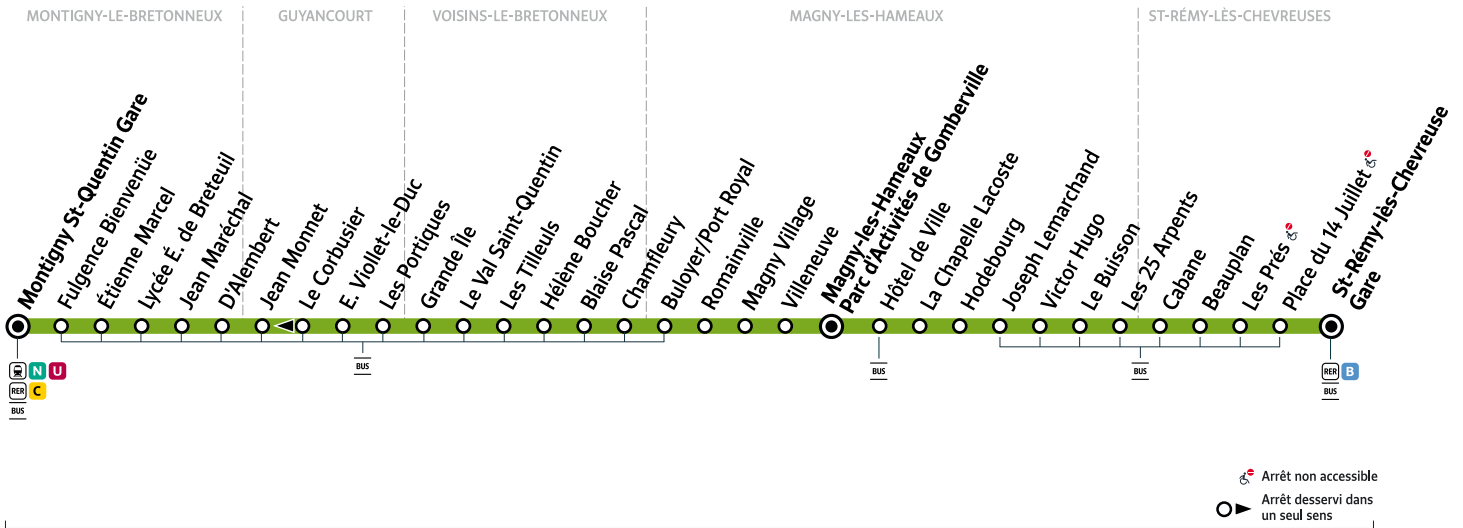 MONTIGNY-LE-BRETONNEUX
GUYANCOURT
VOISINS-LE-BRETONNEUX
MAGNY-LES-HAMEAUX
ST-RÉMY-LÈS-CHEVREUSES
Montigny St-Quentin Gare
Fulgence Bienvenüe
Étienne Marcel
Lycée É. de Breteuil
Jean Maréchal
D'Alembert
Jean Monnet
Le Corbusier
E. Viollet-le-Duc
Les Portiques
Grande Île
Le Val Saint-Quentin
Les Tilleuls
Hélène Boucher
Blaise Pascal
Chamfleury
Buloyer/Port Royal
Romainville
Magny Village
Villeneuve
Magny-les-Hameaux
Parc d'Activités de Gomberville
Hôtel de Ville
La Chapelle Lacoste
Hodebourg
Joseph Lemarchand
Victor Hugo
Le Buisson
Les 25 Arpents
Cabane
Beauplan
Les Prés
Place du 14 Juillet
St-Rémy-lès-Chevreuse
Gare
N U
RER C
BUS
BUS
BUS
BUS
RER B
BUS
Arrêt non accessible
Arrêt desservi dans
un seul sens